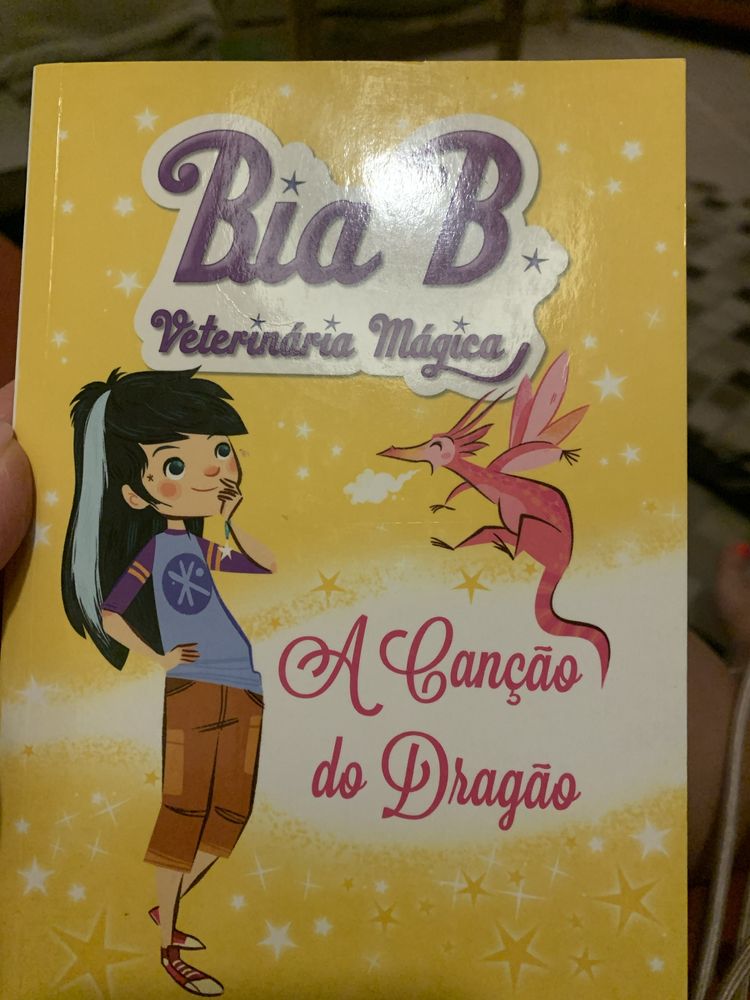 Bia B.
Veterinária Mágica
A Canção
do Dragão